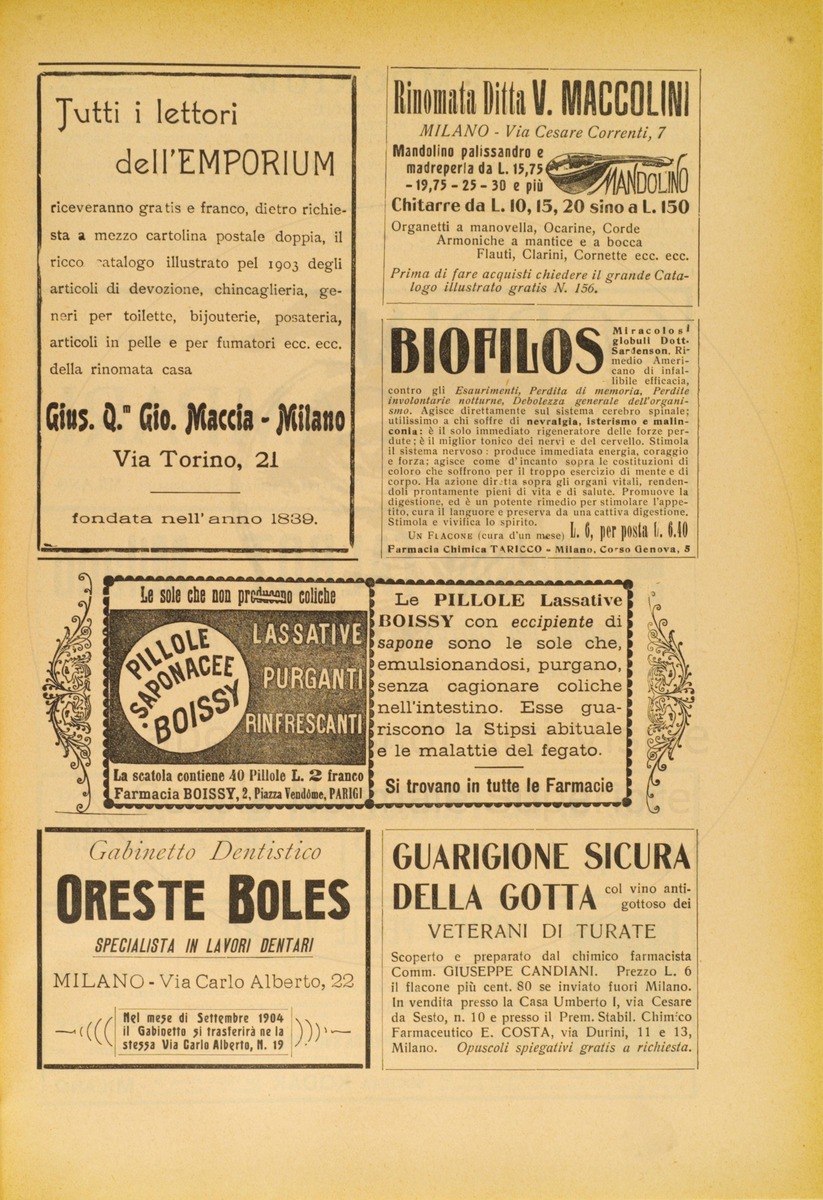 Tutti i lettori
dell'EMPORIUM
riceveranno gratis e franco, dietro richie-
sta a mezzo cartolina postale doppia, il
ricco catalogo illustrato pel 1903 degli
articoli di devozione, chincaglieria, ge-
neri per toilette, bijouterie, posateria,
articoli in pelle e per fumatori ecc. ecc.
della rinomata casa
Gius. Q.m Gio. Maccia - Milano
Via Torino, 21
fondata nell'anno 1839.
Rinomata Ditta V. MACCOLINI
MILANO - Via Cesare Correnti, 7
Mandolino palissandro e
madreperla da L. 15,75
- 19,75 - 25 - 30 e più
MANDOLINO
Chitarre da L. 10, 15, 20 sino a L. 150
Organetti a manovella, Ocarine, Corde
Armoniche a mantice e a bocca
Flauti, Clarini, Cornette ecc. ecc.
Prima di fare acquisti chiedere il grande Cata-
logo illustrato gratis N. 156.
BIOFILOS
Miracolosi
globuli Dott.
Sardenson. Ri-
medio Ameri-
cano di infal-
libile efficacia,
contro gli Esaurimenti, Perdita di memoria, Perdite
involontarie notturne, Debolezza generale dell'organi-
smo. Agisce direttamente sul sistema cerebro spinale;
utilissimo a chi soffre di nevralgia, isterismo e malin-
conia; è il solo immediato rigeneratore delle forze per-
dute; è il miglior tonico dei nervi e del cervello. Stimola
il sistema nervoso: produce immediata energia, coraggio
e forza; agisce come d'incanto sopra le costituzioni di
coloro che soffrono per il troppo esercizio di mente e di
corpo. Ha azione diretta sopra gli organi vitali, renden-
doli prontamente pieni di vita e di salute. Promuove la
digestione, ed è un potente rimedio per stimolare l'appe-
tito, cura il languore e preserva da una cattiva digestione.
Stimola e vivifica lo spirito.
UN FLACONE (cura d'un mese) L. 6, per posta L. 6.40
Farmacia Chimica TARICCO - Milano, Corso Genova, 5
Le sole che non producono coliche
PILLOLE
SAPONACEE
BOISSY
LASSATIVE
PURGANTI
RINFRESCANTI
La scatola contiene 40 Pillole L. 2 franco
Farmacia BOISSY, 2, Piazza Vendôme, PARIGI
Le PILLOLE Lassative
BOISSY con eccipiente di
sapone sono le sole che,
emulsionandosi, purgano,
senza cagionare coliche
nell'intestino. Esse gua-
riscono la Stipsi abituale
e le malattie del fegato.
Si trovano in tutte le Farmacie
Gabinetto Dentistico
ORESTE BOLES
SPECIALISTA IN LAVORI DENTARI
MILANO - Via Carlo Alberto, 22
Nel mese di Settembre 1904
il Gabinetto si trasferirà ne la
stessa Via Carlo Alberto, N. 19
GUARIGIONE SICURA
DELLA GOTTA col vino anti-
gottoso dei
VETERANI DI TURATE
Scoperto e preparato dal chimico farmacista
Comm. GIUSEPPE CANDIANI. Prezzo L. 6
il flacone più cent. 80 se inviato fuori Milano.
In vendita presso la Casa Umberto I, via Cesare
da Sesto, n. 10 e presso il Prem. Stabil. Chimico
Farmaceutico E. COSTA, via Durini, 11 e 13,
Milano. Opuscoli spiegativi gratis a richiesta.